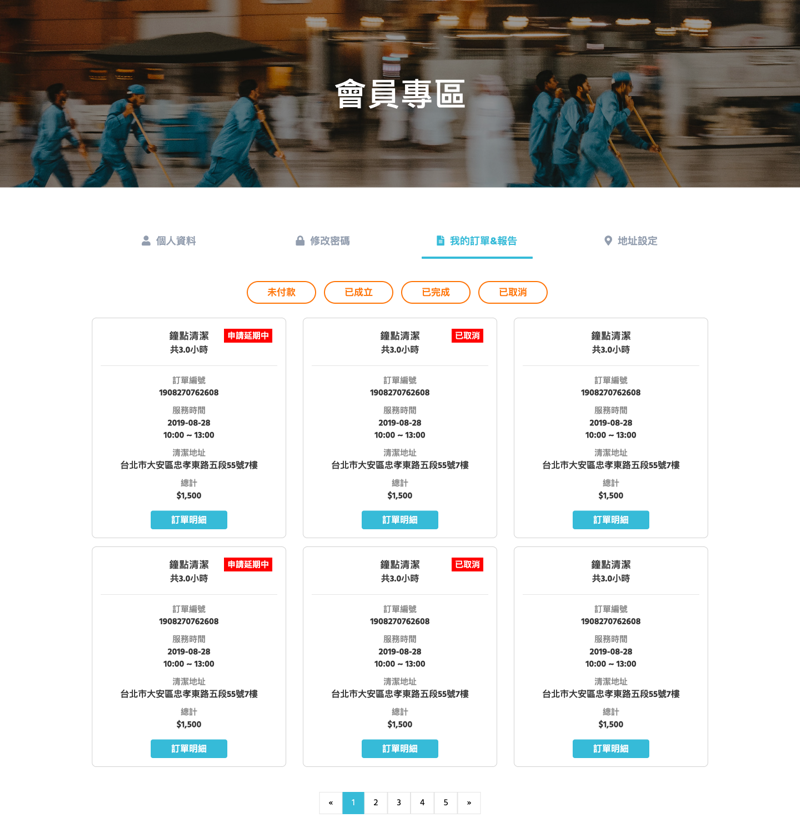 會員專區
個人資料
修改密碼
我的訂單&報告
地址設定
未付款
已成立
已完成
已取消
鐘點清潔
申請延期中
共3.0小時
訂單編號
1908270762608
服務時間
2019-08-28
10:00 ~ 13:00
清潔地址
台北市大安區忠孝東路五段55號7樓
總計
$1,500
訂單明細
鐘點清潔
已取消
共3.0小時
訂單編號
1908270762608
服務時間
2019-08-28
10:00 ~ 13:00
清潔地址
台北市大安區忠孝東路五段55號7樓
總計
$1,500
訂單明細
鐘點清潔
共3.0小時
訂單編號
1908270762608
服務時間
2019-08-28
10:00 ~ 13:00
清潔地址
台北市大安區忠孝東路五段55號7樓
總計
$1,500
訂單明細
鐘點清潔
申請延期中
共3.0小時
訂單編號
1908270762608
服務時間
2019-08-28
10:00 ~ 13:00
清潔地址
台北市大安區忠孝東路五段55號7樓
總計
$1,500
訂單明細
鐘點清潔
已取消
共3.0小時
訂單編號
1908270762608
服務時間
2019-08-28
10:00 ~ 13:00
清潔地址
台北市大安區忠孝東路五段55號7樓
總計
$1,500
訂單明細
鐘點清潔
共3.0小時
訂單編號
1908270762608
服務時間
2019-08-28
10:00 ~ 13:00
清潔地址
台北市大安區忠孝東路五段55號7樓
總計
$1,500
訂單明細
« 1 2 3 4 5 »